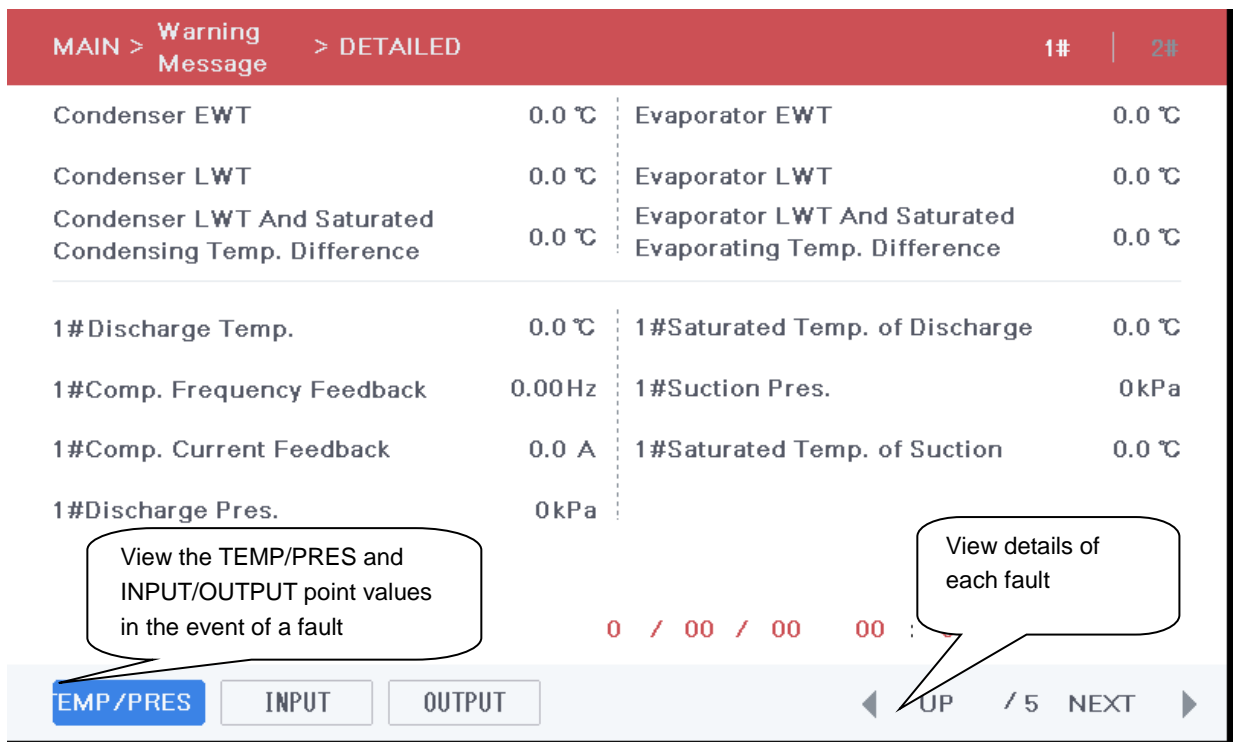 MAIN > Warning Message > DETAILED 1# 2#
Condenser EWT 0.0 ℃ Evaporator EWT 0.0 ℃
Condenser LWT 0.0 ℃ Evaporator LWT 0.0 ℃
Condenser LWT And Saturated
Condensing Temp. Difference 0.0 ℃
Evaporator LWT And Saturated
Evaporating Temp. Difference 0.0 ℃
1#Discharge Temp. 0.0 ℃ 1#Saturated Temp. of Discharge 0.0 ℃
1#Comp. Frequency Feedback 0.00Hz 1#Suction Pres. 0kPa
1#Comp. Current Feedback 0.0 A 1#Saturated Temp. of Suction 0.0 ℃
1#Discharge Pres. 0kPa
View the TEMP/PRES and
INPUT/OUTPUT point values
in the event of a fault
View details of
each fault
0 / 00 / 00 00 :
TEMP/PRES INPUT OUTPUT UP / 5 NEXT